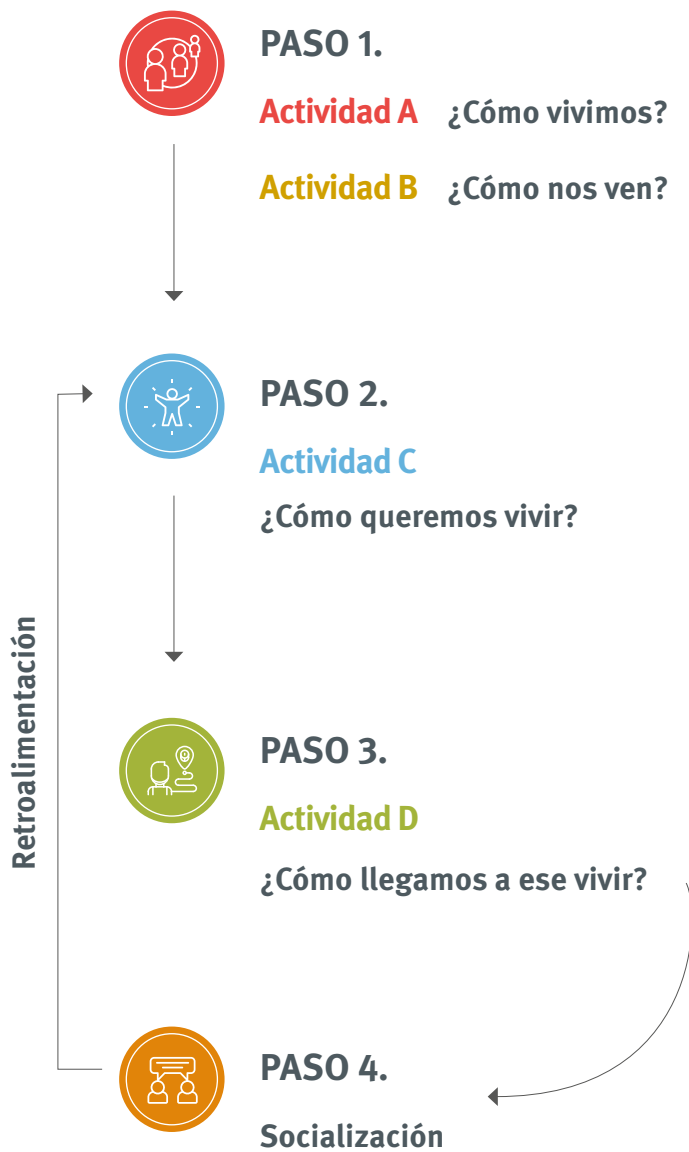 PASO 1.
Actividad A ¿Cómo vivimos?
Actividad B ¿Cómo nos ven?
PASO 2.
Actividad C
¿Cómo queremos vivir?
Retroalimentación
PASO 3.
Actividad D
¿Cómo llegamos a ese vivir?
PASO 4.
Socialización